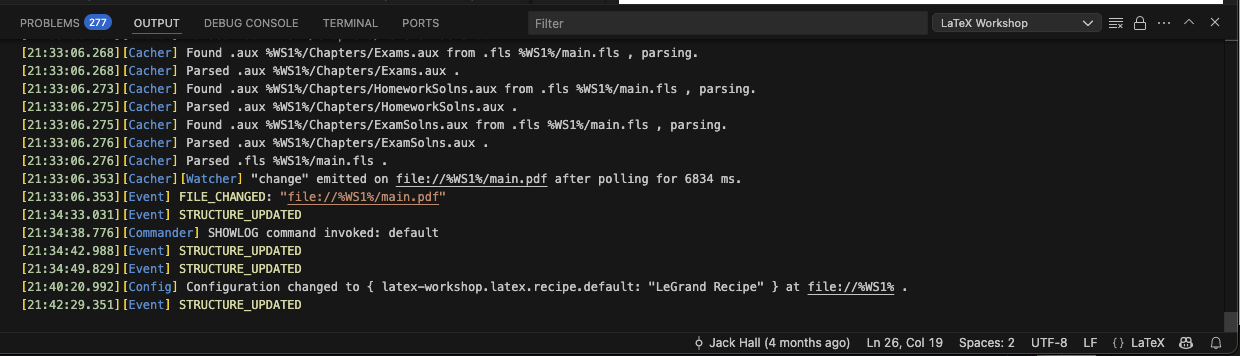 PROBLEMS 277 OUTPUT DEBUG CONSOLE TERMINAL PORTS Filter LaTeX Workshop
[21:33:06.268][Cacher] Found .aux %WS1%/Chapters/Exams.aux from .fls %WS1%/main.fls , parsing.
[21:33:06.268][Cacher] Parsed .aux %WS1%/Chapters/Exams.aux .
[21:33:06.273][Cacher] Found .aux %WS1%/Chapters/HomeworkSolns.aux from .fls %WS1%/main.fls , parsing.
[21:33:06.275][Cacher] Parsed .aux %WS1%/Chapters/HomeworkSolns.aux .
[21:33:06.275][Cacher] Found .aux %WS1%/Chapters/ExamSolns.aux from .fls %WS1%/main.fls , parsing.
[21:33:06.276][Cacher] Parsed .aux %WS1%/Chapters/ExamSolns.aux .
[21:33:06.276][Cacher] Parsed .fls %WS1%/main.fls .
[21:33:06.353][Cacher][Watcher] "change" emitted on file://%WS1%/main.pdf after polling for 6834 ms.
[21:33:06.353][Event] FILE_CHANGED: "file://%WS1%/main.pdf"
[21:34:33.031][Event] STRUCTURE_UPDATED
[21:34:38.776][Commander] SHOWLOG command invoked: default
[21:34:42.988][Event] STRUCTURE_UPDATED
[21:34:49.829][Event] STRUCTURE_UPDATED
[21:40:20.992][Config] Configuration changed to { latex-workshop.latex.recipe.default: "LeGrand Recipe" } at file://%WS1% .
[21:42:29.351][Event] STRUCTURE_UPDATED
Jack Hall (4 months ago) Ln 26, Col 19 Spaces: 2 UTF-8 LF {} LaTeX